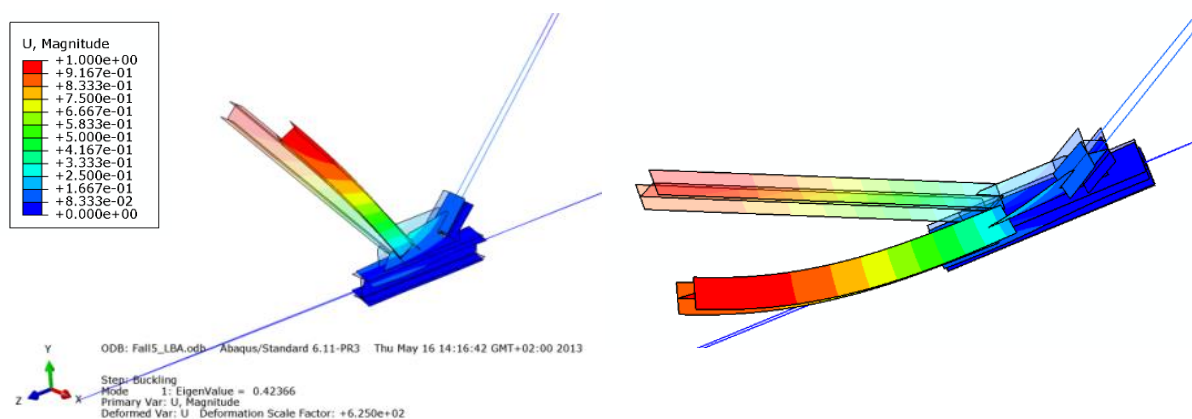 U, Magnitude
+1.000e+00
+9.167e-01
+8.333e-01
+7.500e-01
+6.667e-01
+5.833e-01
+5.000e-01
+4.167e-01
+3.333e-01
+2.500e-01
+1.667e-01
+8.333e-02
+0.000e+00
ODB: Fall5_LBA.odb Abaqus/Standard 6.11-PR3 Thu May 16 14:16:42 GMT+02:00 2013
Y
Z X
Step: Buckling
Mode 1: EigenValue = 0.42366
Primary Var: U, Magnitude
Deformed Var: U Deformation Scale Factor: +6.250e+02